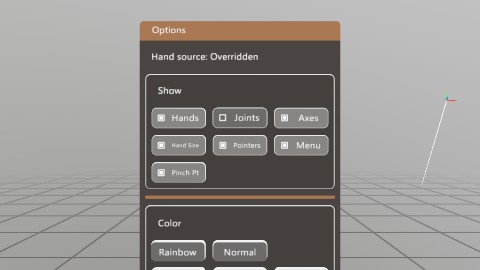 Options
Hand source: Overridden
Show
Hands Joints Axes
Hand Size Pointers Menu
Pinch Pt
Color
Rainbow Normal